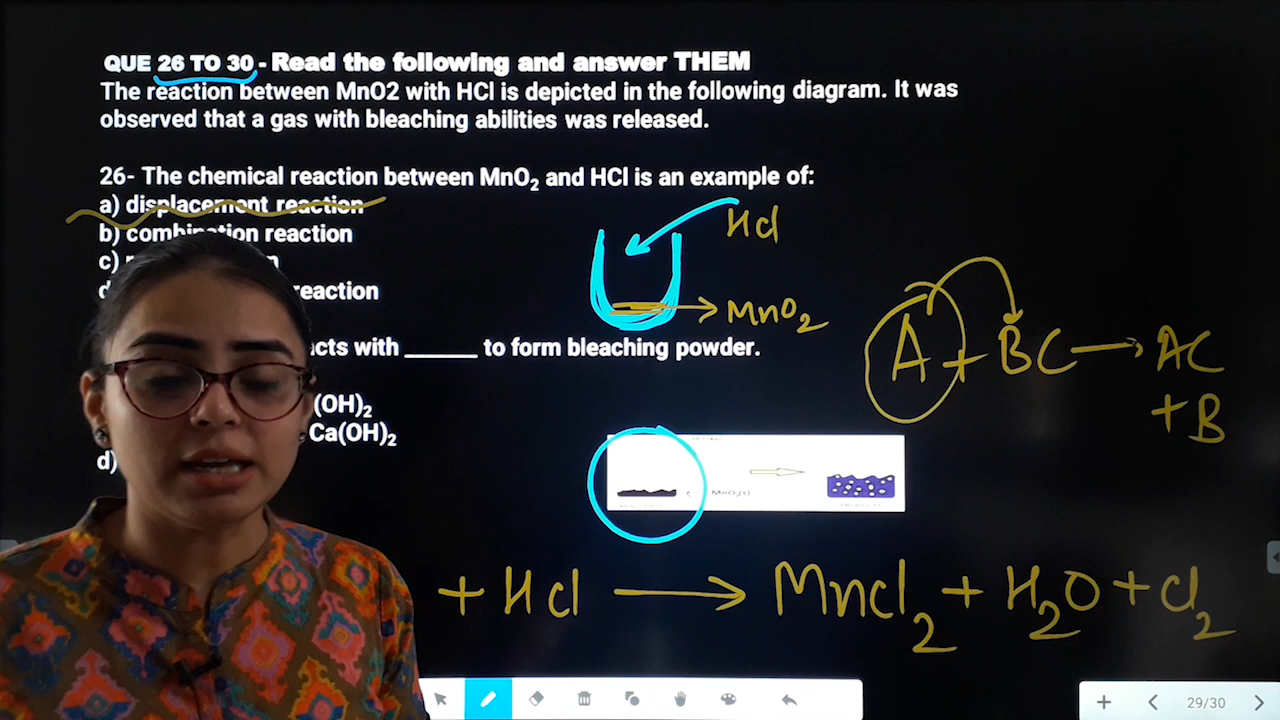 QUE 26 TO 30 - Read the following and answer THEM
The reaction between MnO2 with HCl is depicted in the following diagram. It was
observed that a gas with bleaching abilities was released.
26- The chemical reaction between MnO₂ and HCl is an example of:
a) displacement reaction
b) combination reaction
c)
reaction
Hcl
MnO₂
A + BC → AC
+ B
acts with ______ to form bleaching powder.
(OH)₂
Ca(OH)₂
d)
MnO₂(s)
+ Hcl → Mncl₂ + H₂O + cl₂
29/30